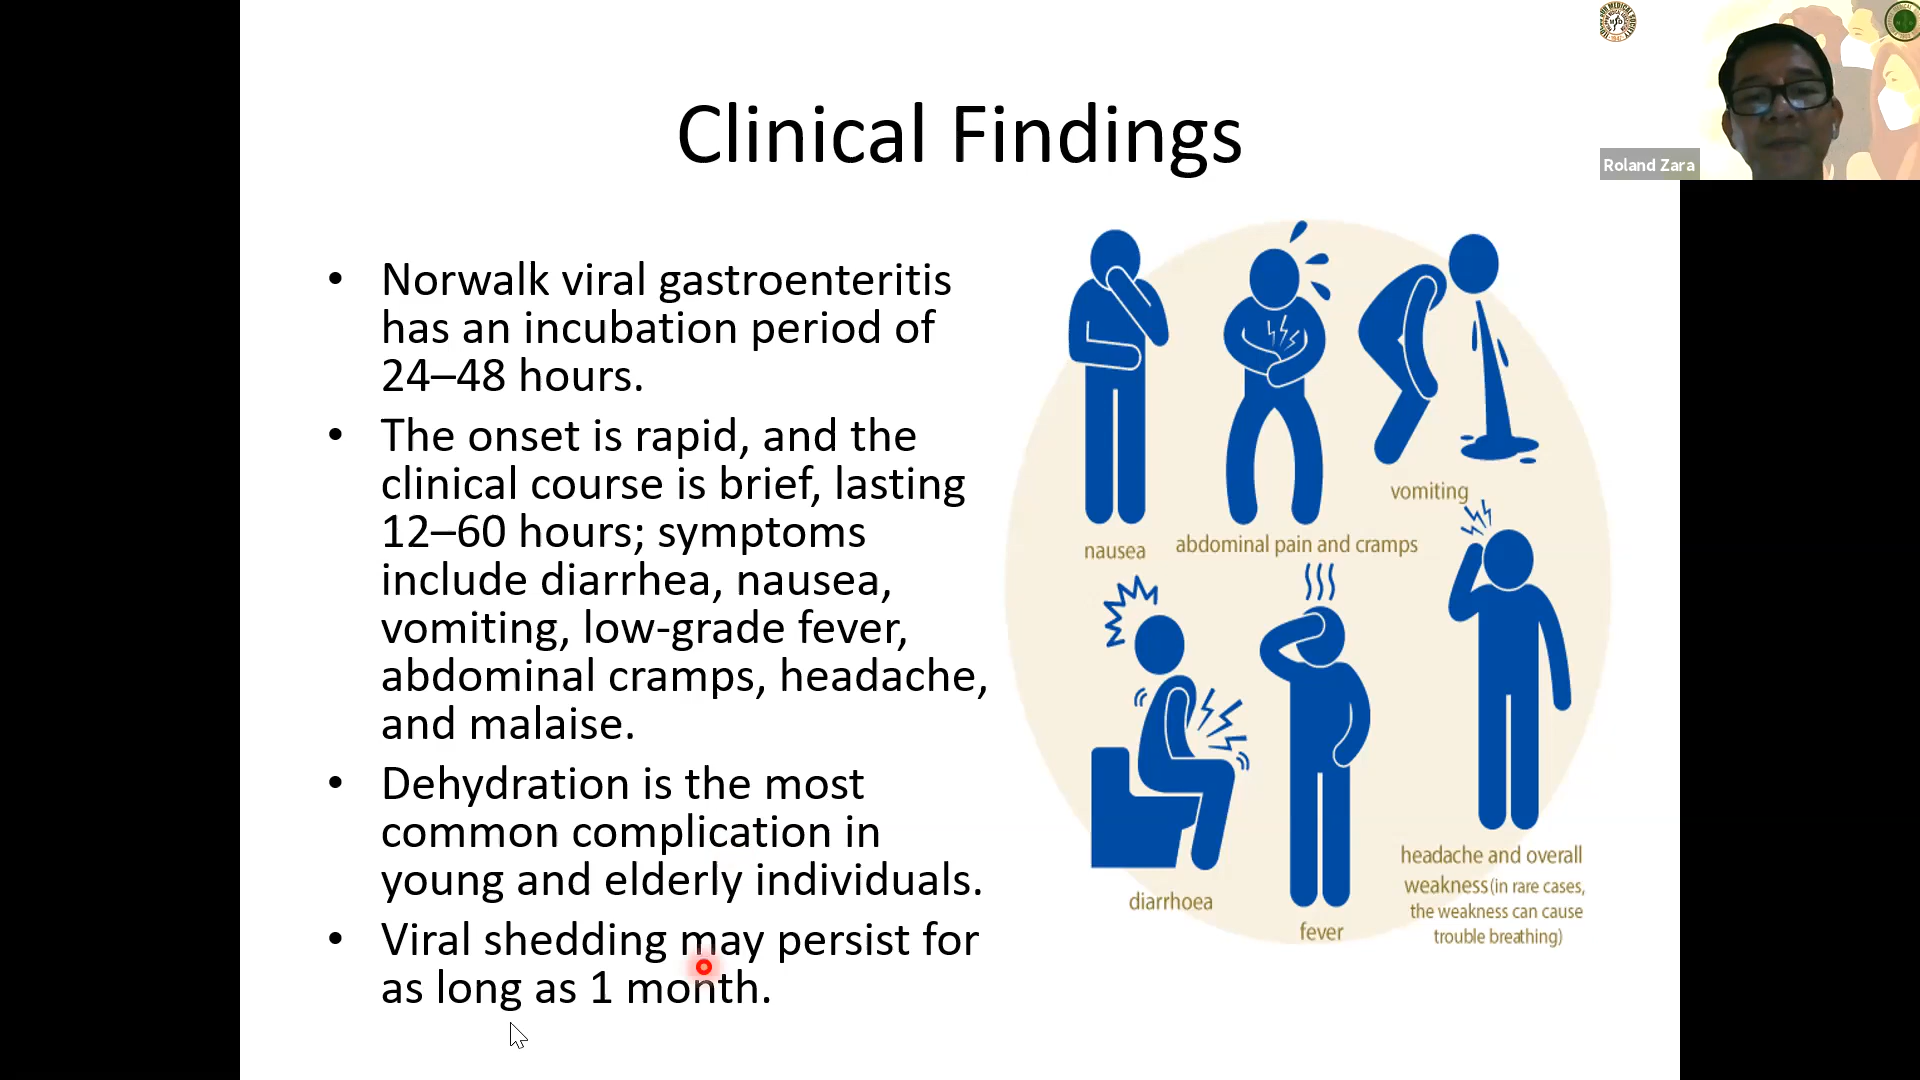 Clinical Findings
Roland Zara
• Norwalk viral gastroenteritis
has an incubation period of
24–48 hours.
• The onset is rapid, and the
clinical course is brief, lasting
12–60 hours; symptoms
include diarrhea, nausea,
vomiting, low-grade fever,
abdominal cramps, headache,
and malaise.
• Dehydration is the most
common complication in
young and elderly individuals.
• Viral shedding may persist for
as long as 1 month.
nausea
abdominal pain and cramps
vomiting
diarrhoea
fever
headache and overall
weakness (in rare cases,
the weakness can cause
trouble breathing)